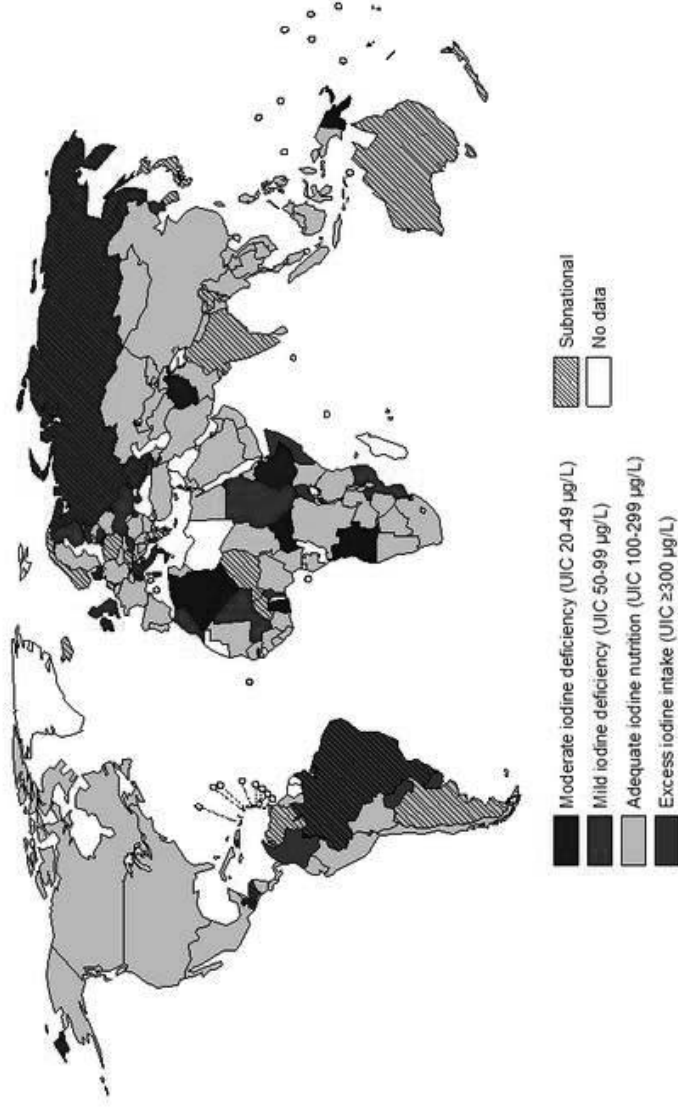 Moderate iodine deficiency (UIC 20-49 µg/L)
Mild iodine deficiency (UIC 50-99 µg/L)
Adequate iodine nutrition (UIC 100-299 µg/L)
Excess iodine intake (UIC ≥300 µg/L)
Subnational
No data